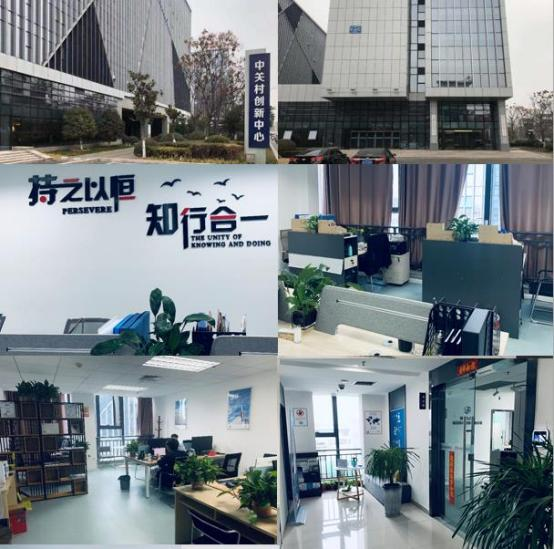 中关村创新中心
持之以恒
PERSEVERE
知行合一
THE UNITY OF
KNOWING AND DOING